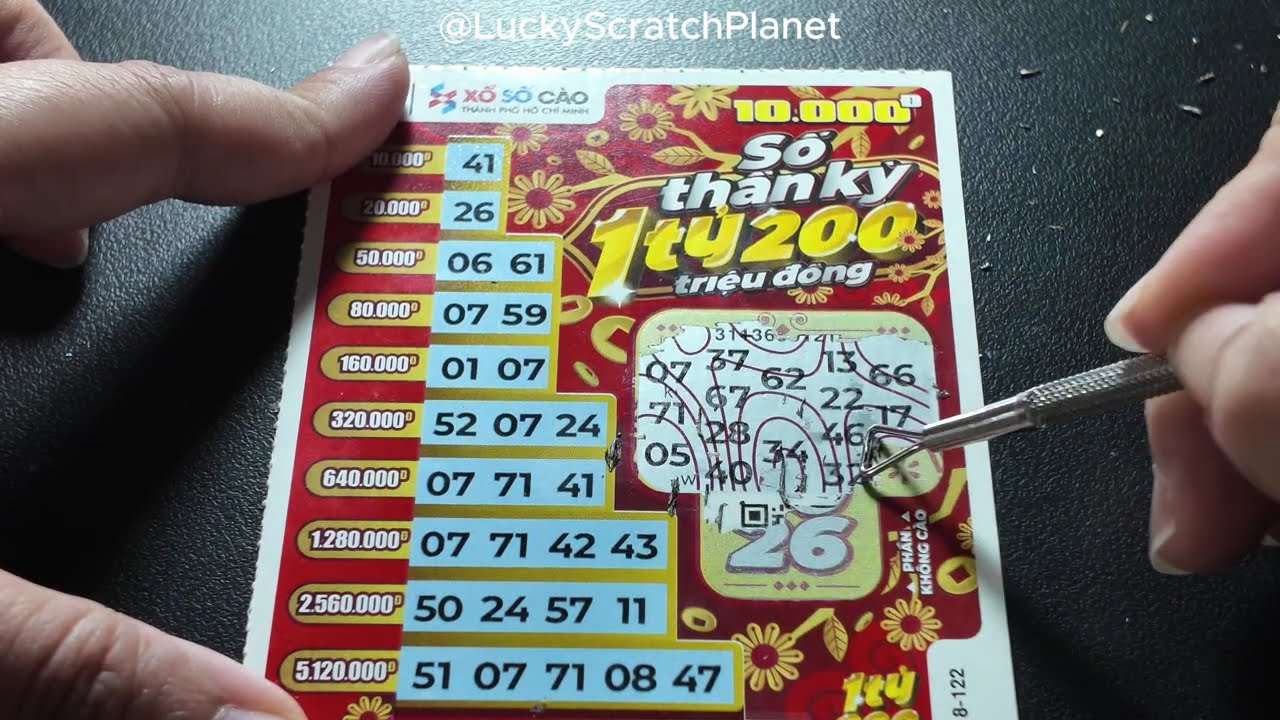 @LuckyScratchPlanet
XỔ SỐ CÀO
THÀNH PHỐ HỒ CHÍ MINH
10.000Đ
Số
thần kỳ
1 tỷ 200
triệu đồng
10.000Đ 41
20.000Đ 26
50.000Đ 06 61
80.000Đ 07 59
160.000Đ 01 07
320.000Đ 52 07 24
640.000Đ 07 71 41
1.280.000Đ 07 71 42 43
2.560.000Đ 50 24 57 11
5.120.000Đ 51 07 71 08 47
07 37 62 13 66
71 67 22 17
05 28 34 46
40 32
W
26
PHẦN
KHÔNG CÀO
1 tỷ
8-122